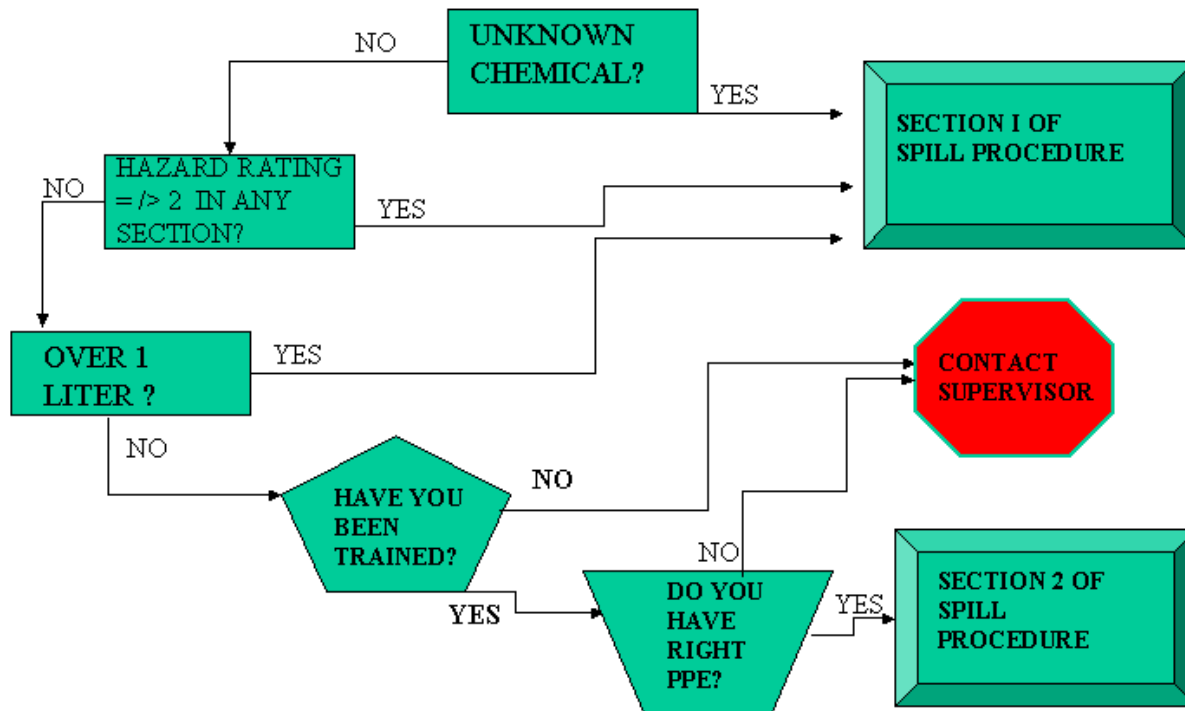 NO
UNKNOWN
CHEMICAL?
YES
SECTION I OF
SPILL PROCEDURE
HAZARD RATING
= /> 2 IN ANY
SECTION?
NO
YES
OVER 1
LITER ?
YES
CONTACT
SUPERVISOR
NO
HAVE YOU
BEEN
TRAINED?
NO
YES
NO
DO YOU
HAVE
RIGHT
PPE?
YES
SECTION 2 OF
SPILL
PROCEDURE